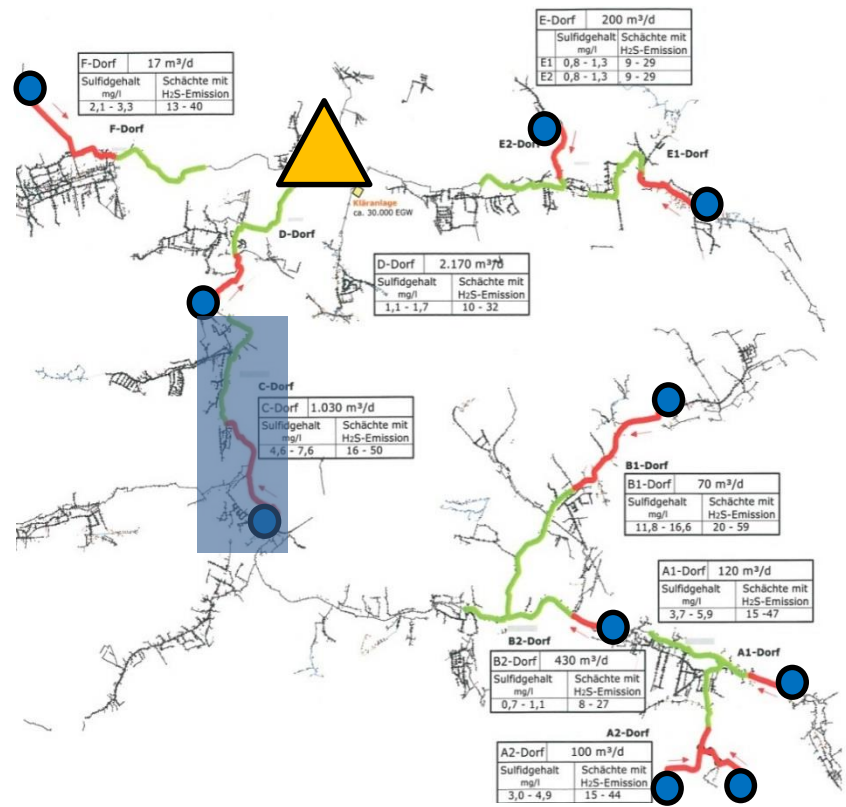 E-Dorf 200 m³/d
Sulfidgehalt mg/l Schächte mit H2S-Emission
E1 0,8 - 1,3 9 - 29
E2 0,8 - 1,3 9 - 29
F-Dorf 17 m³/d
Sulfidgehalt mg/l Schächte mit H2S-Emission
2,1 - 3,3 13 - 40
F-Dorf
E2-Dorf
E1-Dorf
Kläranlage
ca. 30.000 EGW
D-Dorf
D-Dorf 2.170 m³/d
Sulfidgehalt mg/l Schächte mit H2S-Emission
1,1 - 1,7 10 - 32
C-Dorf
C-Dorf 1.030 m³/d
Sulfidgehalt mg/l Schächte mit H2S-Emission
4,6 - 7,6 16 - 50
B1-Dorf
B1-Dorf 70 m³/d
Sulfidgehalt mg/l Schächte mit H2S-Emission
11,8 - 16,6 20 - 59
A1-Dorf 120 m³/d
Sulfidgehalt mg/l Schächte mit H2S-Emission
3,7 - 5,9 15 -47
B2-Dorf
A1-Dorf
B2-Dorf 430 m³/d
Sulfidgehalt mg/l Schächte mit H2S-Emission
0,7 - 1,1 8 - 27
A2-Dorf
A2-Dorf 100 m³/d
Sulfidgehalt mg/l Schächte mit H2S-Emission
3,0 - 4,9 15 - 44